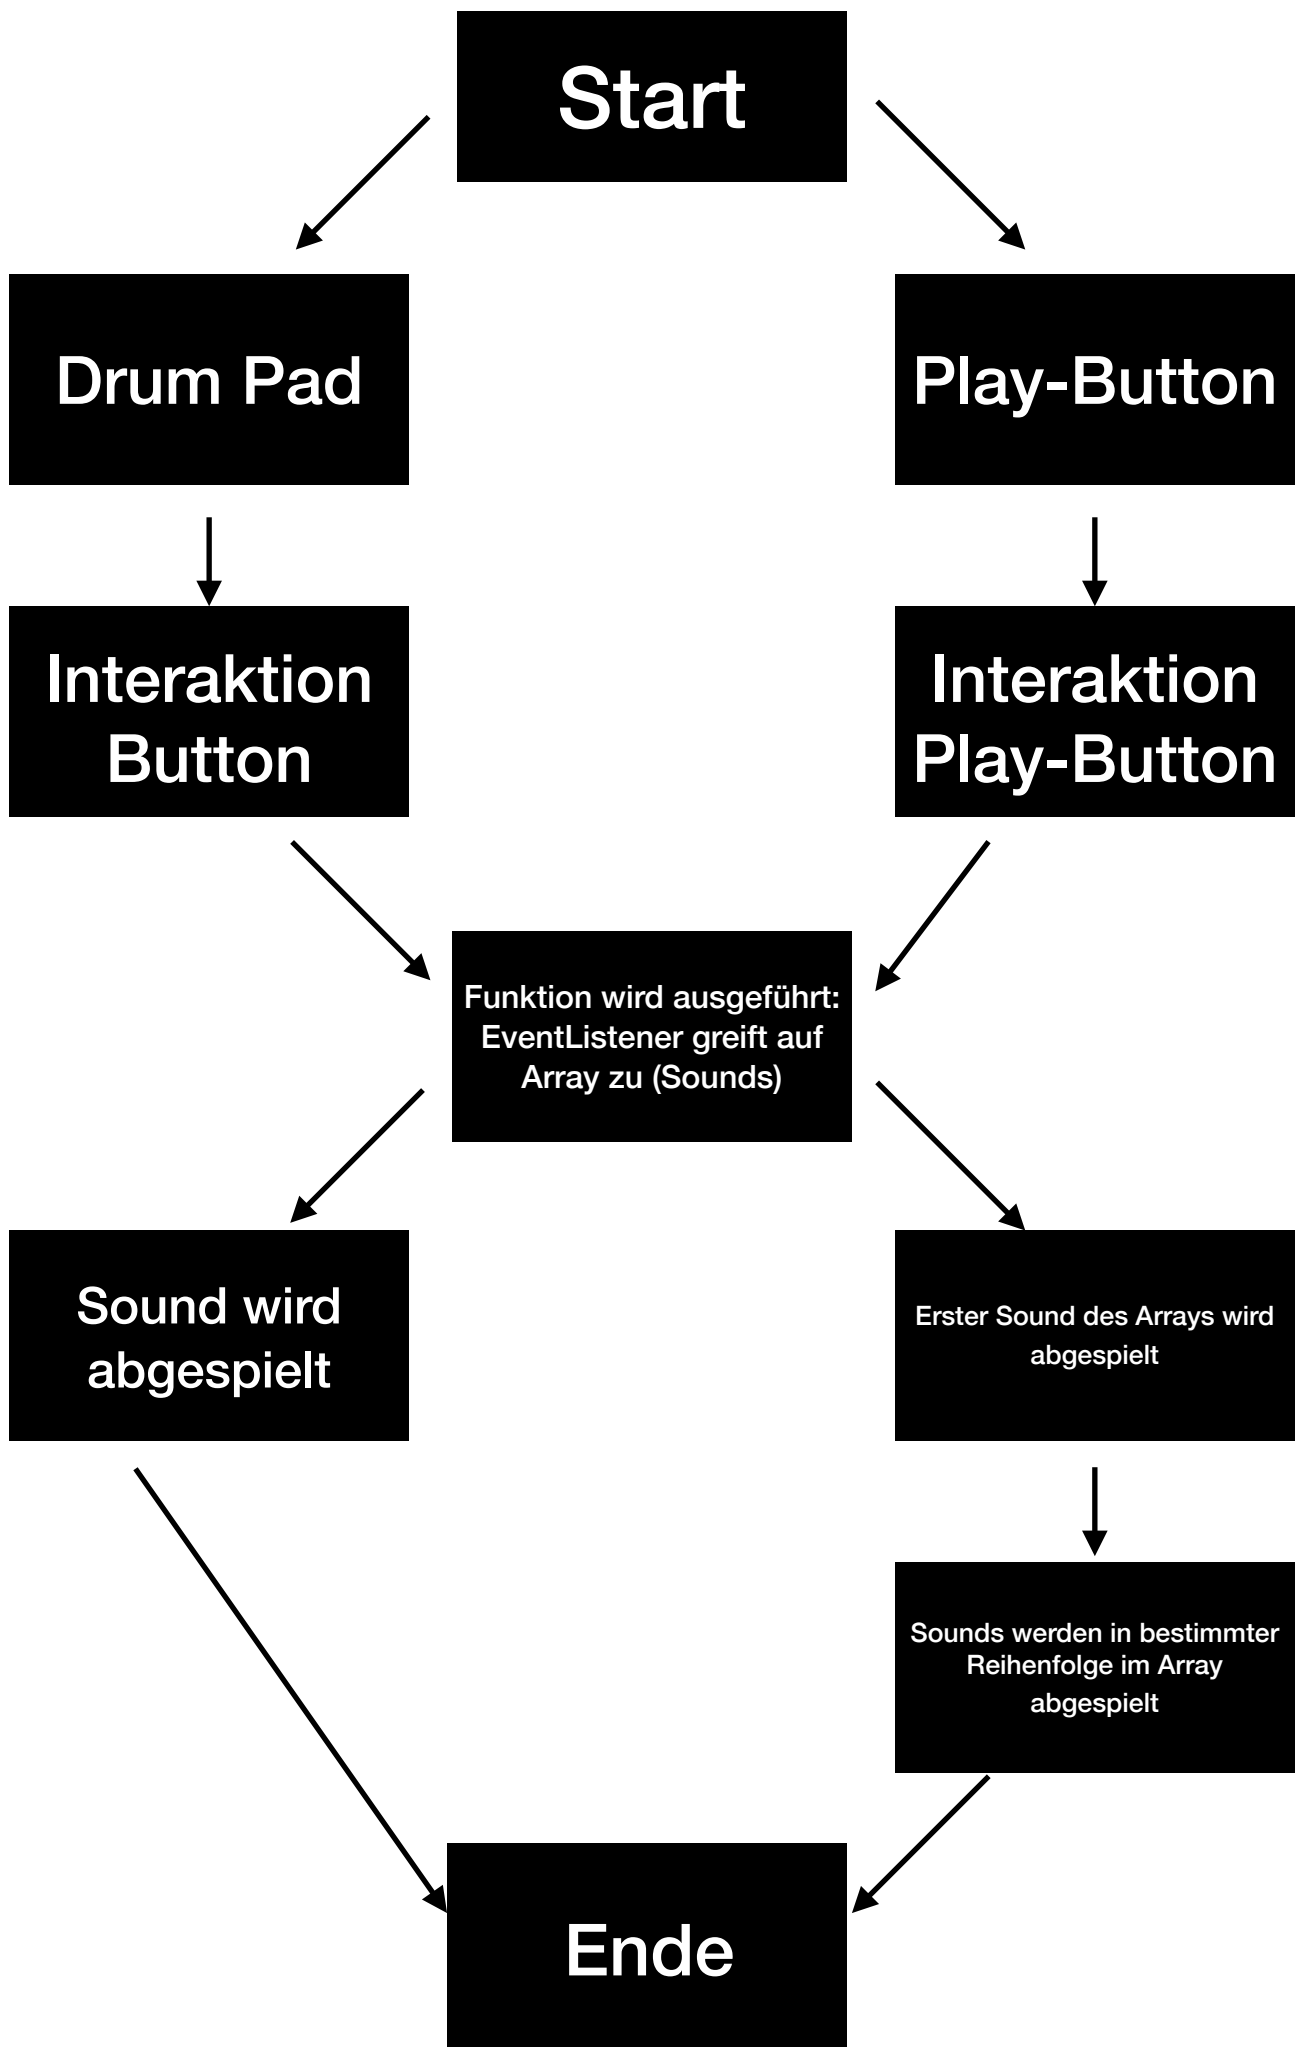 Start
Drum Pad
Play-Button
Interaktion
Button
Interaktion
Play-Button
Funktion wird ausgeführt:
EventListener greift auf
Array zu (Sounds)
Sound wird
abgespielt
Erster Sound des Arrays wird
abgespielt
Sounds werden in bestimmter
Reihenfolge im Array
abgespielt
Ende